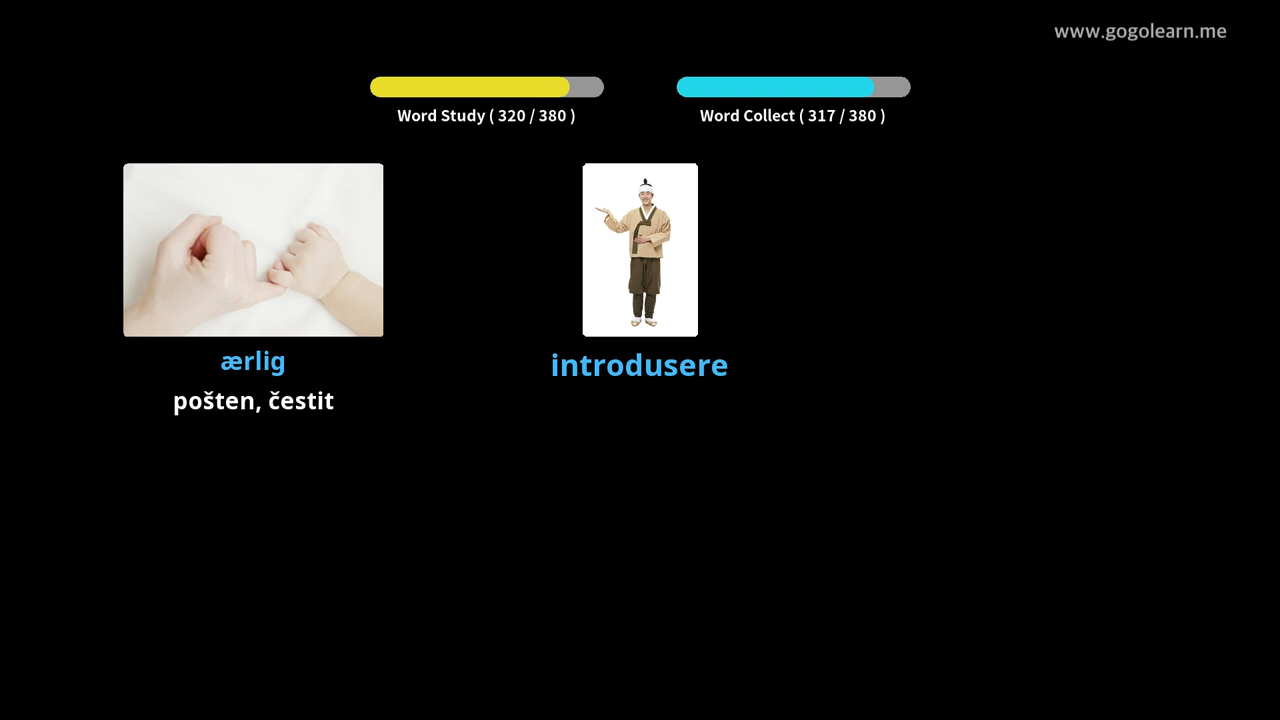 www.gogolearn.me
Word Study ( 320 / 380 )
Word Collect ( 317 / 380 )
ærlig
pošten, čestit
introdusere